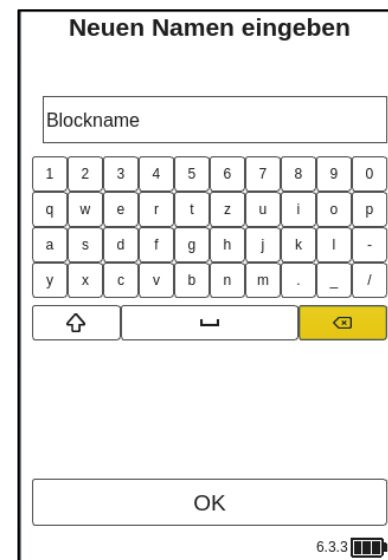 Neuen Namen eingeben
Blockname
1 2 3 4 5 6 7 8 9 0
q w e r t z u i o p
a s d f g h j k l -
y x c v b n m . _ /
OK
6.3.3